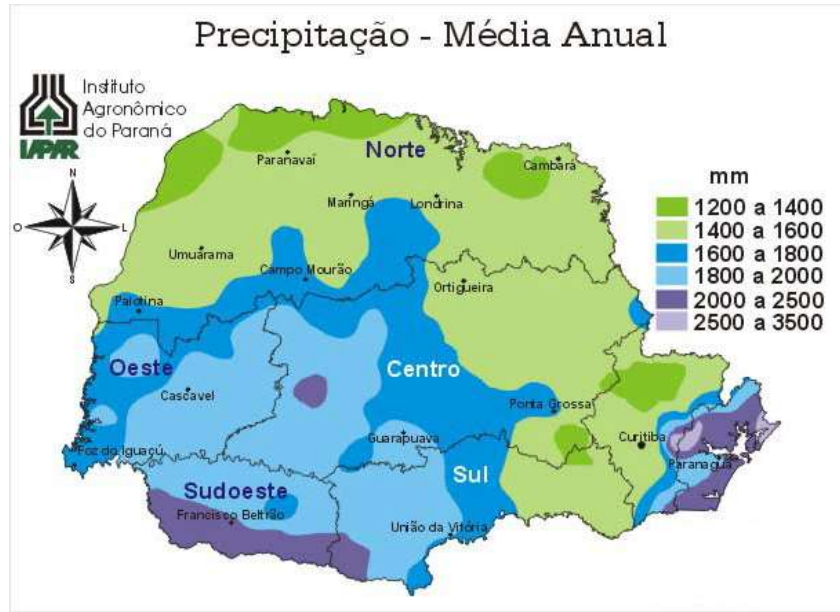 Precipitação - Média Anual
Instituto
Agronômico
do Paraná
IAPAR
N
O
L
S
Norte
Paranavaí
Cambará
Maringá
Londrina
Umuarama
Campo Mourão
Ortigueira
Palotina
Oeste
Centro
Cascavel
Ponta Grossa
Guarapuava
Curitiba
Foz do Iguaçú
Sul
Paranaguá
Sudoeste
Francisco Beltrão
União da Vitória
mm
1200 a 1400
1400 a 1600
1600 a 1800
1800 a 2000
2000 a 2500
2500 a 3500